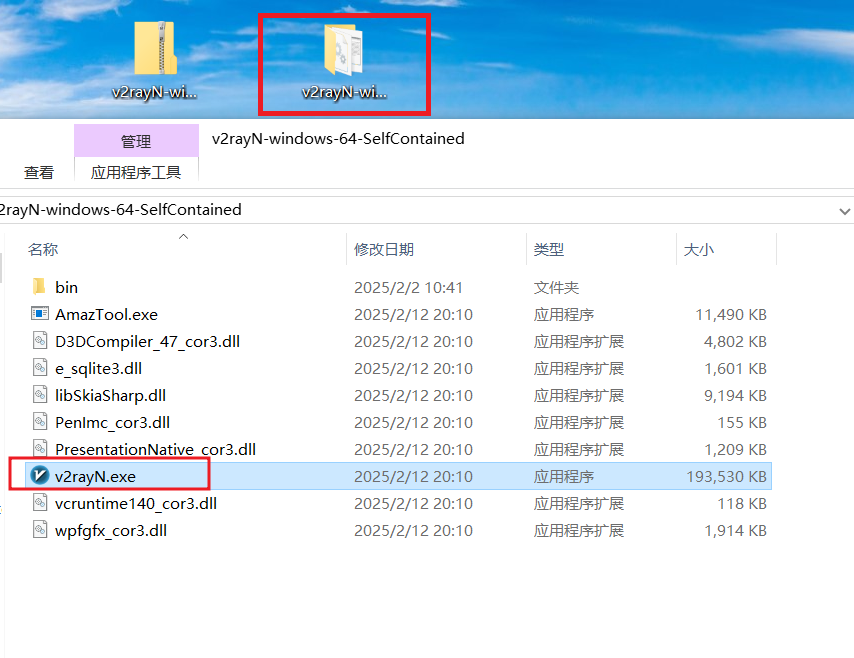 v2rayN-wi...
v2rayN-wi...
管理
v2rayN-windows-64-SelfContained
查看
应用程序工具
2rayN-windows-64-SelfContained
名称 修改日期 类型 大小
bin 2025/2/2 10:41 文件夹
AmazTool.exe 2025/2/12 20:10 应用程序 11,490 KB
D3DCompiler_47_cor3.dll 2025/2/12 20:10 应用程序扩展 4,802 KB
e_sqlite3.dll 2025/2/12 20:10 应用程序扩展 1,601 KB
libSkiaSharp.dll 2025/2/12 20:10 应用程序扩展 9,194 KB
PenImc_cor3.dll 2025/2/12 20:10 应用程序扩展 155 KB
PresentationNative_cor3.dll 2025/2/12 20:10 应用程序扩展 1,209 KB
v2rayN.exe 2025/2/12 20:10 应用程序 193,530 KB
vcruntime140_cor3.dll 2025/2/12 20:10 应用程序扩展 118 KB
wpfgfx_cor3.dll 2025/2/12 20:10 应用程序扩展 1,914 KB